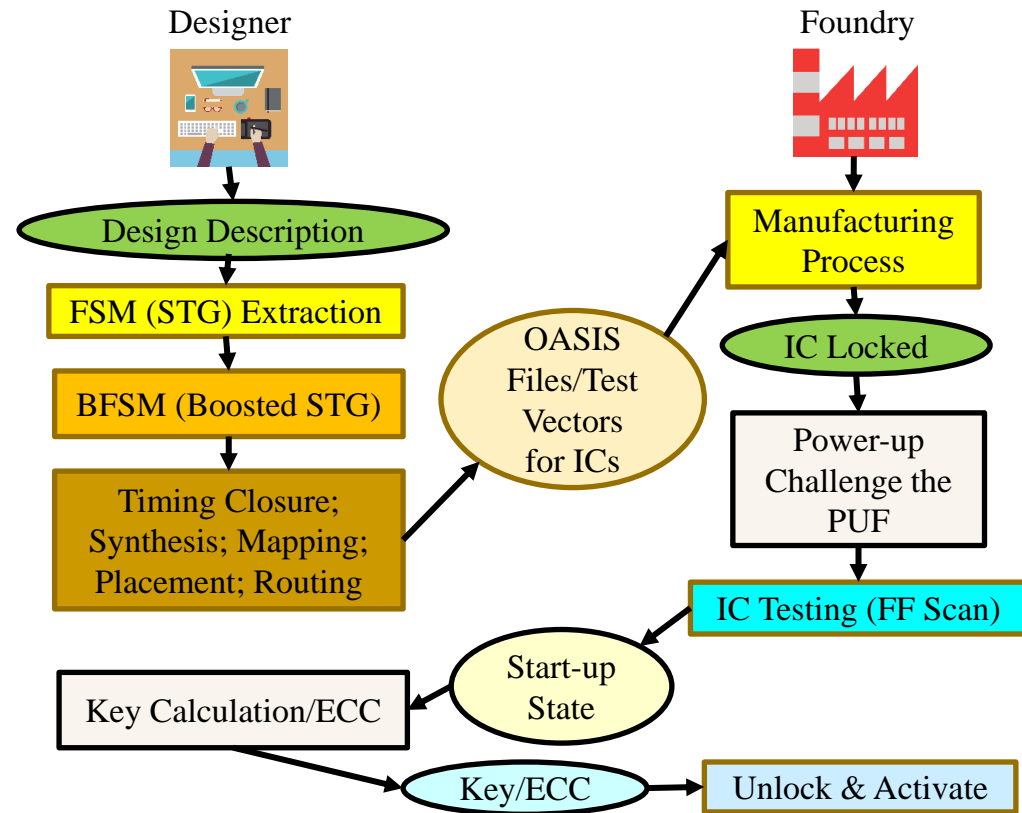 Designer
Foundry
Design Description
FSM (STG) Extraction
BFSM (Boosted STG)
Timing Closure;
Synthesis; Mapping;
Placement; Routing
OASIS
Files/Test
Vectors
for ICs
Manufacturing
Process
IC Locked
Power-up
Challenge the
PUF
IC Testing (FF Scan)
Start-up
State
Key Calculation/ECC
Key/ECC
Unlock & Activate